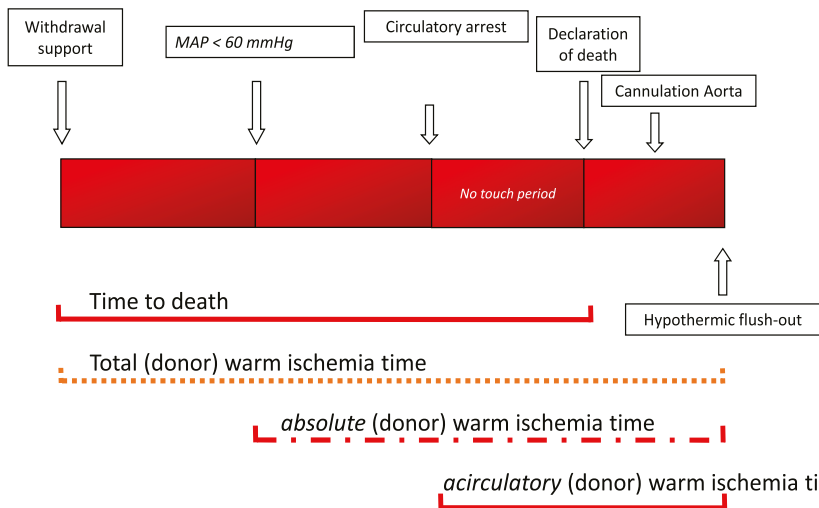 Withdrawal
support
MAP < 60 mmHg
Circulatory arrest
Declaration
of death
Cannulation Aorta
No touch period
Hypothermic flush-out
Time to death
Total (donor) warm ischemia time
absolute (donor) warm ischemia time
acirculatory (donor) warm ischemia ti